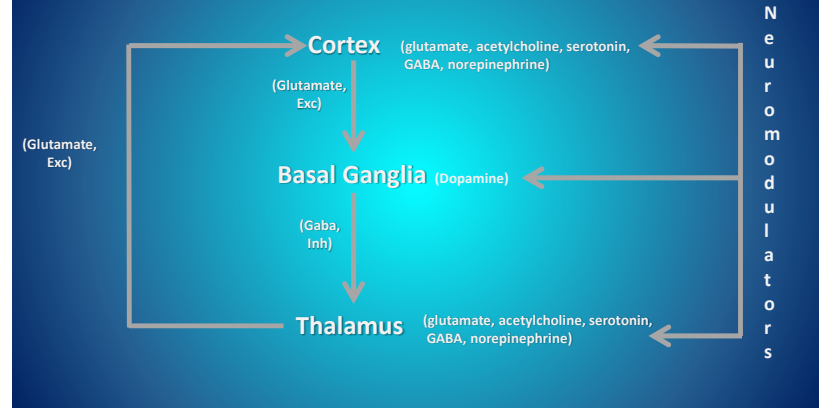 Cortex
(glutamate, acetylcholine, serotonin,
GABA, norepinephrine)
(Glutamate,
Exc)
(Glutamate,
Exc)
Basal Ganglia
(Dopamine)
(Gaba,
Inh)
Thalamus
(glutamate, acetylcholine, serotonin,
GABA, norepinephrine)
Neuromodulators